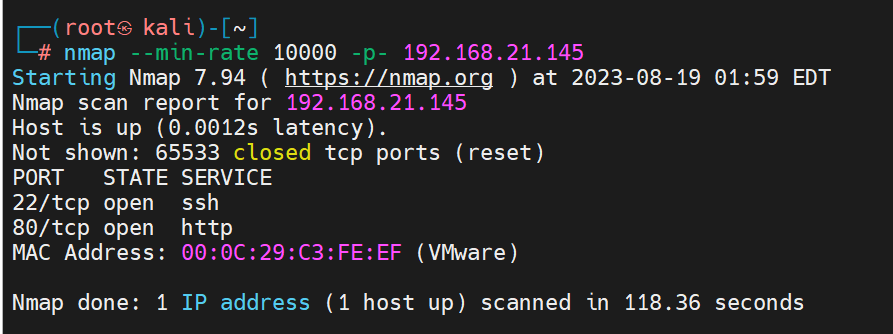 ┌──(root㉿ kali)-[~]
└─# nmap --min-rate 10000 -p- 192.168.21.145
Starting Nmap 7.94 ( https://nmap.org ) at 2023-08-19 01:59 EDT
Nmap scan report for 192.168.21.145
Host is up (0.0012s latency).
Not shown: 65533 closed tcp ports (reset)
PORT   STATE SERVICE
22/tcp open  ssh
80/tcp open  http
MAC Address: 00:0C:29:C3:FE:EF (VMware)

Nmap done: 1 IP address (1 host up) scanned in 118.36 seconds